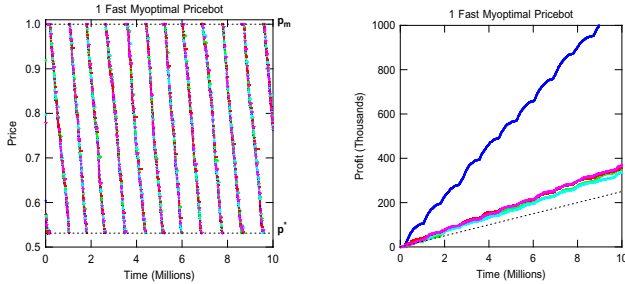 1 Fast Myoptimal Pricebot
1.0
0.9
0.8
0.7
0.6
0.5
Price
pm
p*
0 2 4 6 8 10
Time (Millions)
1 Fast Myoptimal Pricebot
1000
800
600
400
200
0
Profit (Thousands)
0 2 4 6 8 10
Time (Millions)